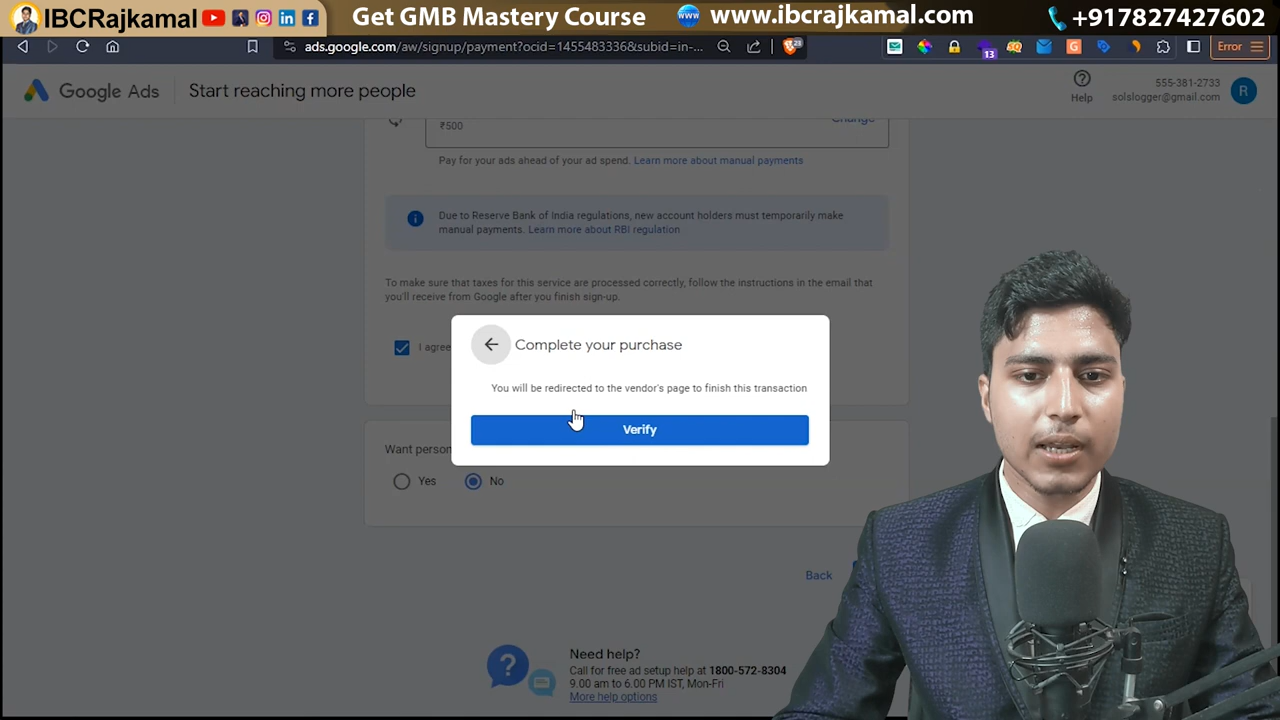 IBCRajkamal
Get GMB Mastery Course
www.ibcrajkamal.com
+917827427602
ads.google.com/aw/signup/payment?ocid=1455483336&subid=in-...
23
13
Error
Google Ads
Start reaching more people
Help
555-381-2733
solslogger@gmail.com
R
₹500
Change
Pay for your ads ahead of your ad spend. Learn more about manual payments
Due to Reserve Bank of India regulations, new account holders must temporarily make
manual payments. Learn more about RBI regulation
To make sure that taxes for this service are processed correctly, follow the instructions in the email that
you'll receive from Google after you finish sign-up.
Complete your purchase
I agree
You will be redirected to the vendor's page to finish this transaction
Verify
Want person
Yes
No
Back
Need help?
Call for free ad setup help at 1800-572-8304
9.00 am to 6.00 PM IST, Mon-Fri
More help options